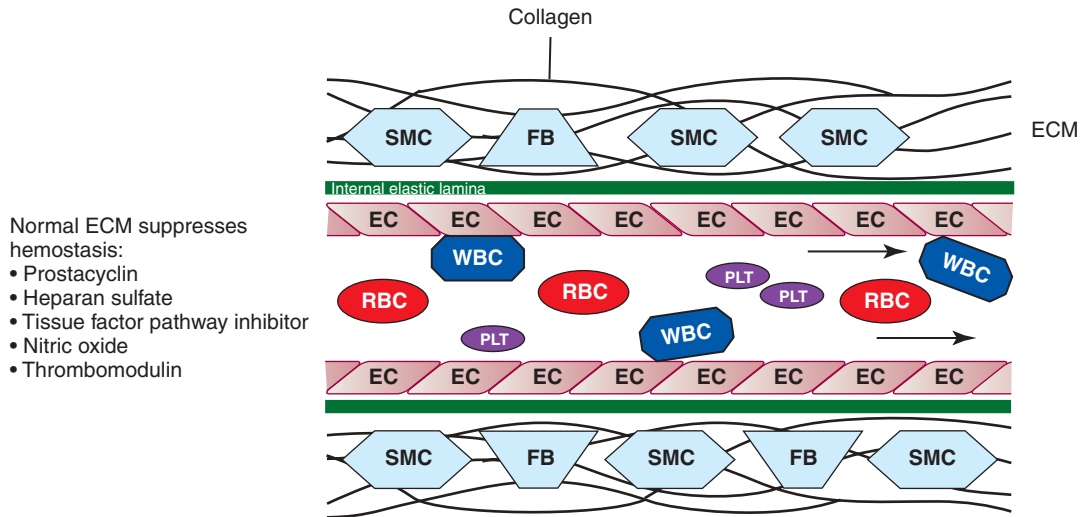 Collagen
SMC FB SMC SMC
ECM
Internal elastic lamina
EC EC EC EC EC EC EC EC
Normal ECM suppresses
hemostasis:
• Prostacyclin
• Heparan sulfate
• Tissue factor pathway inhibitor
• Nitric oxide
• Thrombomodulin
WBC WBC
PLT
RBC RBC PLT RBC
PLT WBC
EC EC EC EC EC EC EC EC
SMC FB SMC FB SMC